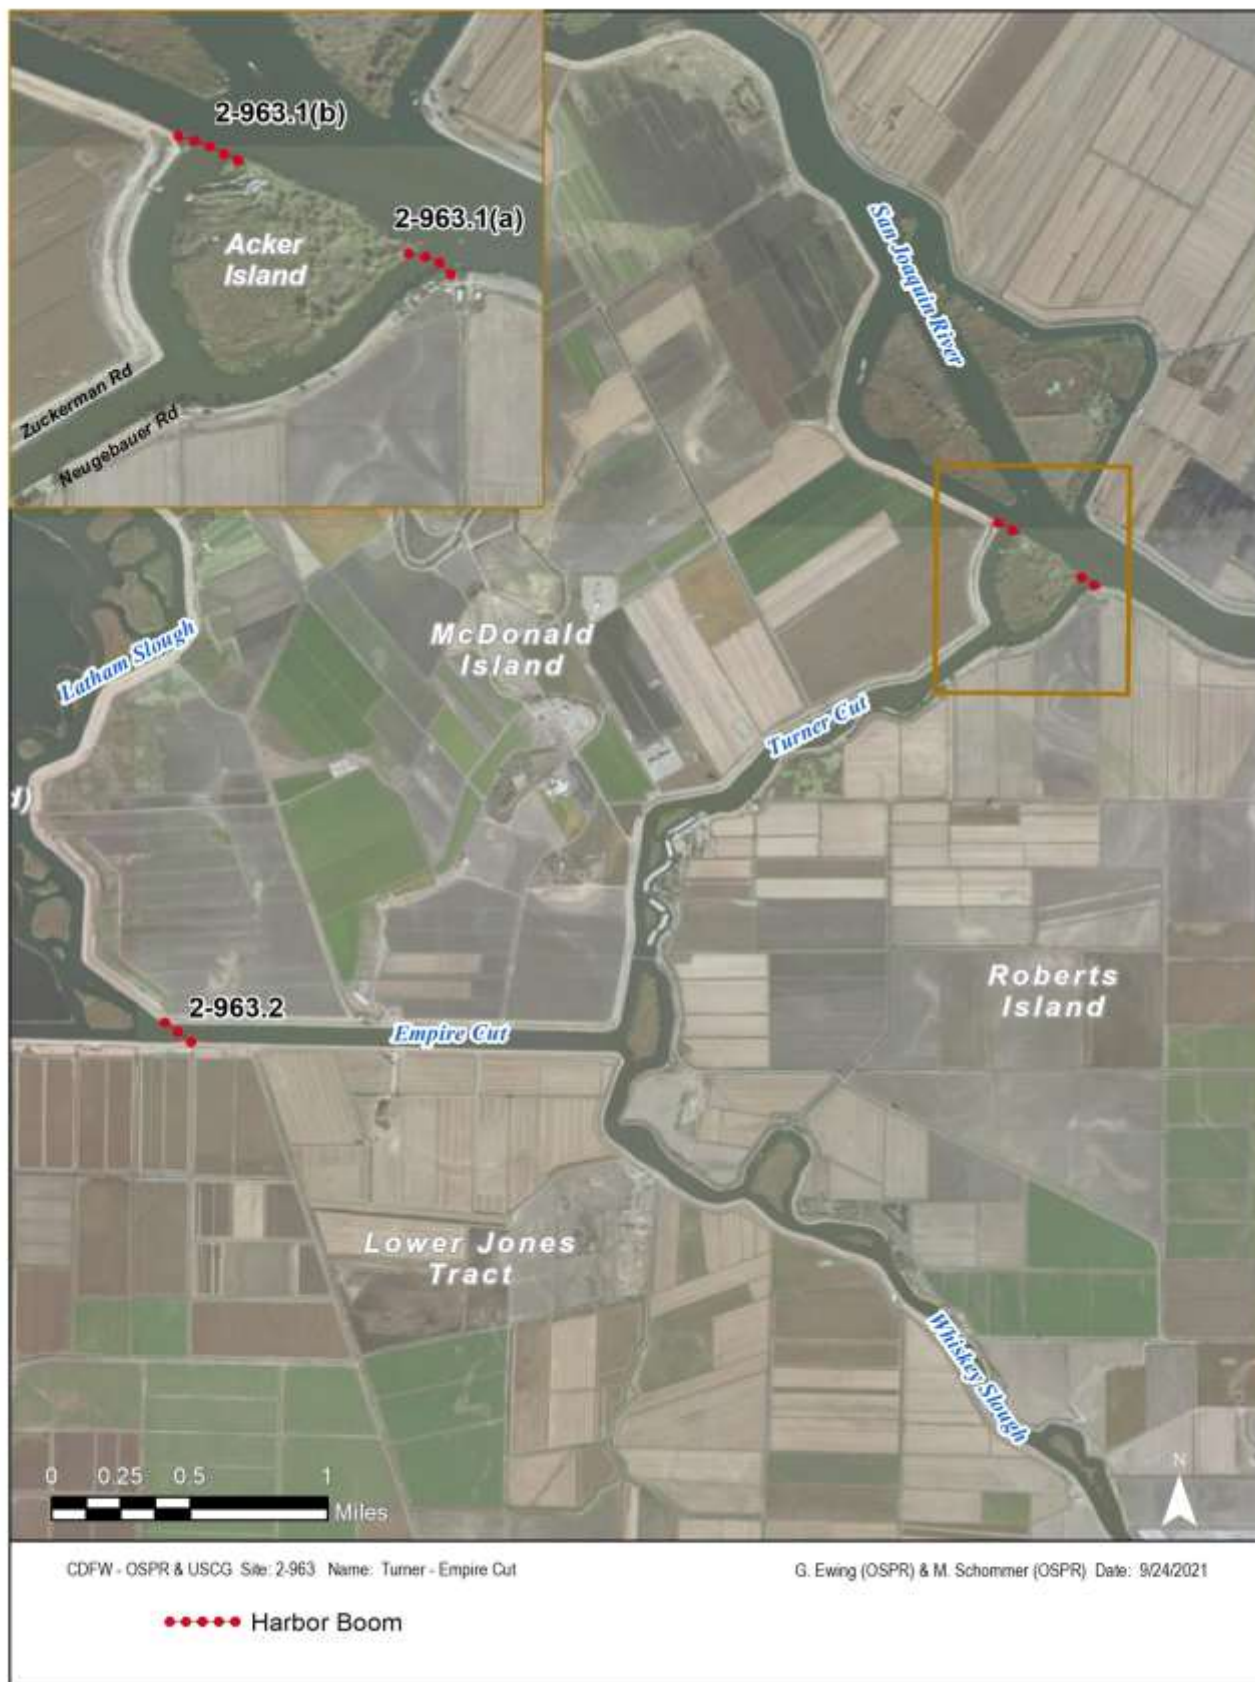 2-963.1(b)
2-963.1(a)
Acker
Island
Zuckerman Rd
Neugebauer Rd
San Joaquin River
Latham Slough
McDonald
Island
Turner Cut
d)
Roberts
Island
2-963.2
Empire Cut
Lower Jones
Tract
Whiskey Slough
0 0.25 0.5 1
Miles
N
CDFW - OSPR & USCG Site: 2-963 Name: Turner - Empire Cut
G. Ewing (OSPR) & M. Schommer (OSPR) Date: 9/24/2021
Harbor Boom